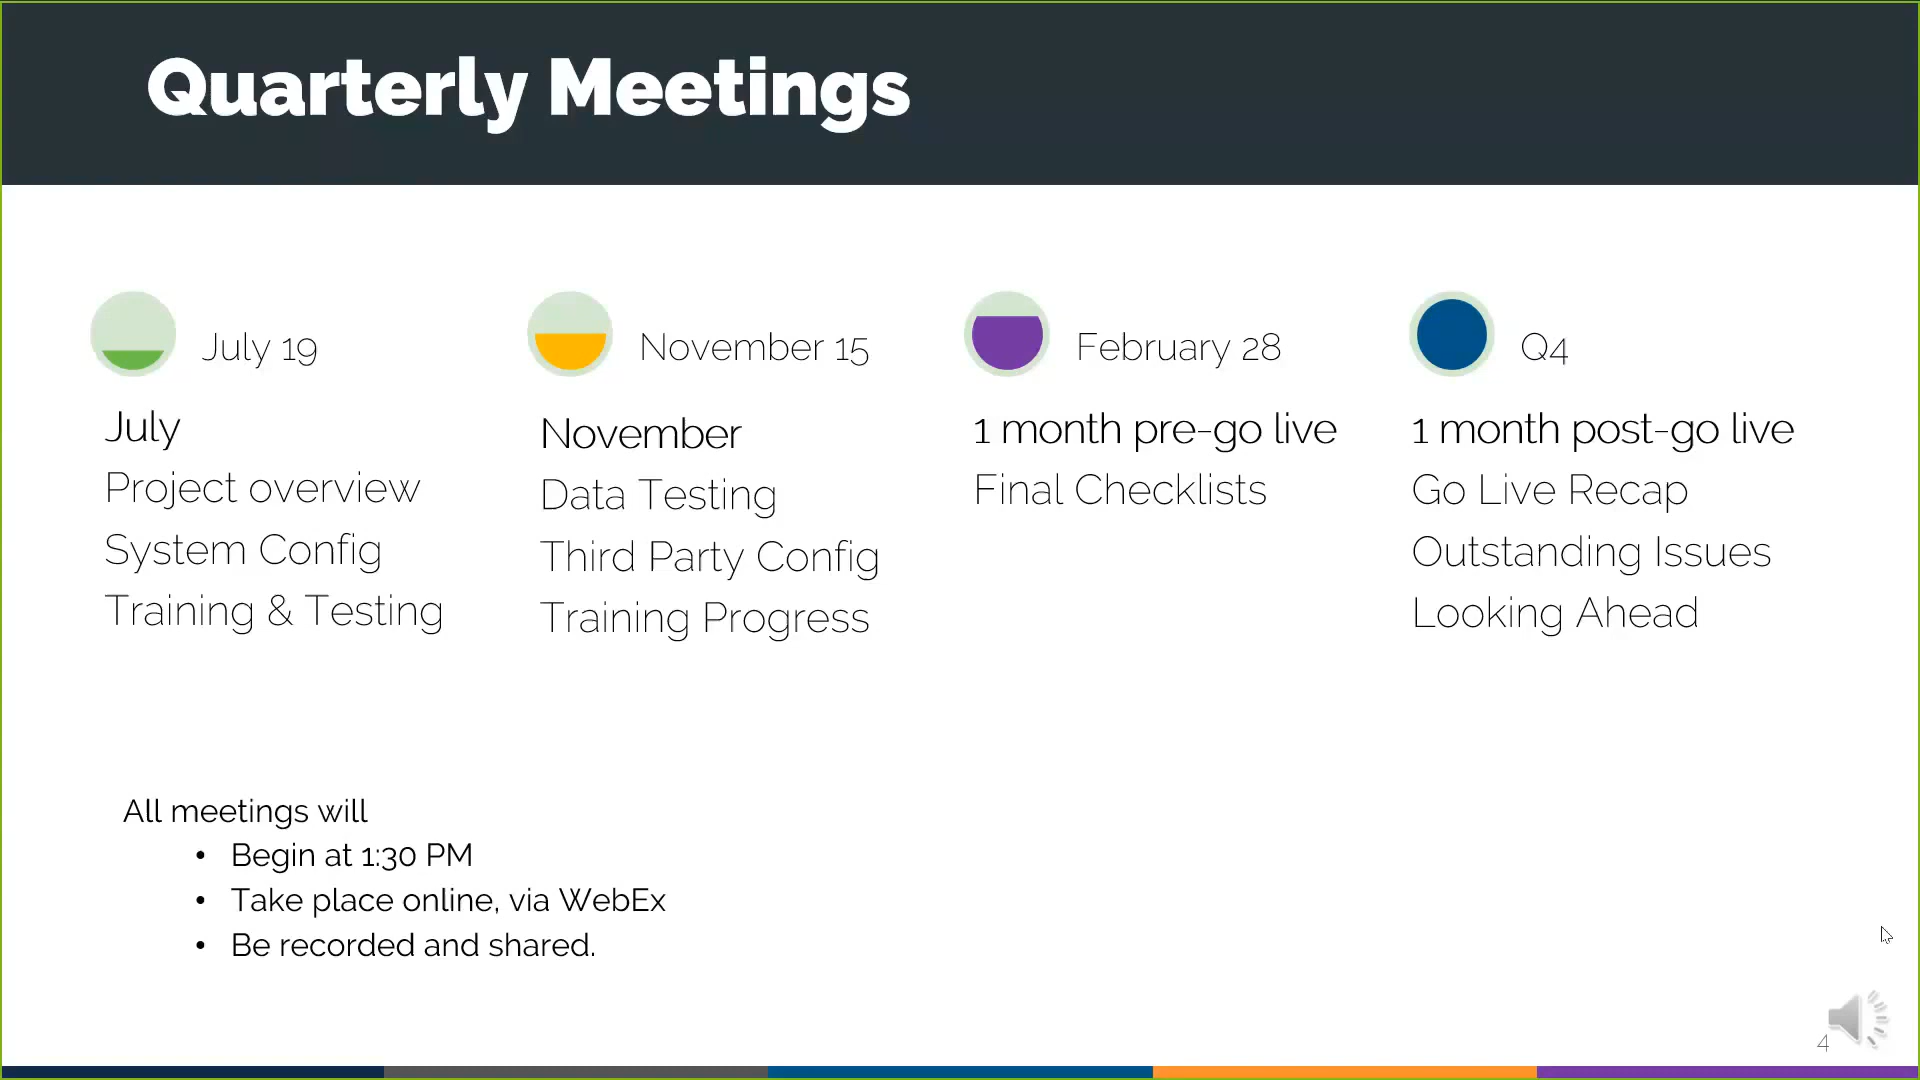 Quarterly Meetings
July 19
July
Project overview
System Config
Training & Testing
November 15
November
Data Testing
Third Party Config
Training Progress
February 28
1 month pre-go live
Final Checklists
Q4
1 month post-go live
Go Live Recap
Outstanding Issues
Looking Ahead
All meetings will
• Begin at 1:30 PM
• Take place online, via WebEx
• Be recorded and shared.
4